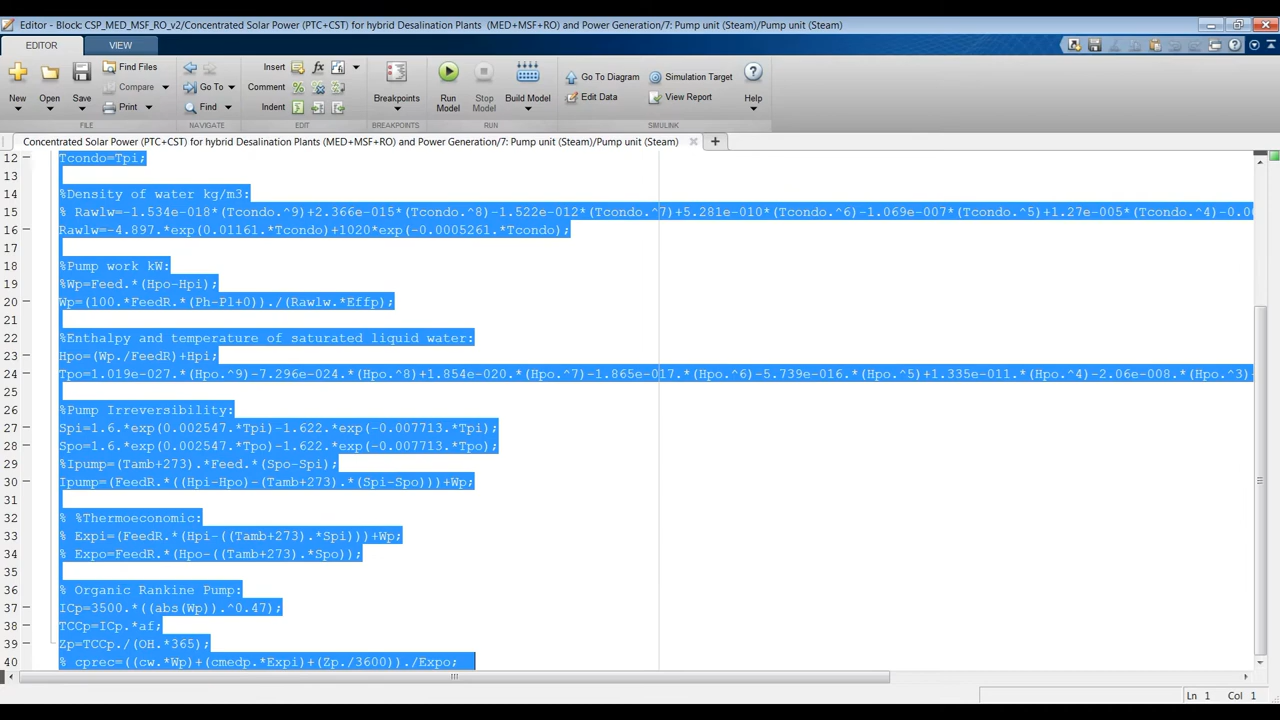 Editor - Block: CSP_MED_MSF_RO_v2/Concentrated Solar Power (PTC+CST) for hybrid Desalination Plants  (MED+MSF+RO) and Power Generation/7: Pump unit (Steam)/Pump unit (Steam)
EDITOR VIEW
New Open Save
Find Files
Compare
Print
FILE
Go To
Find
NAVIGATE
Insert
Comment
Indent
EDIT
Breakpoints
BREAKPOINTS
Run Model Stop Model Build Model
RUN
Go To Diagram Simulation Target
Edit Data View Report
SIMULINK
Help
Concentrated Solar Power (PTC+CST) for hybrid Desalination Plants (MED+MSF+RO) and Power Generation/7: Pump unit (Steam)/Pump unit (Steam)
12 Tcondo=Tpi;
13
14 %Density of water kg/m3:
15 % Rawlw=-1.534e-018*(Tcondo.^9)+2.366e-015*(Tcondo.^8)-1.522e-012*(Tcondo.^7)+5.281e-010*(Tcondo.^6)-1.069e-007*(Tcondo.^5)+1.27e-005*(Tcondo.^4)-0.00
16 Rawlw=-4.897.*exp(0.01161.*Tcondo)+1020*exp(-0.0005261.*Tcondo);
17
18 %Pump work kW:
19 %Wp=Feed.*(Hpo-Hpi);
20 Wp=(100.*FeedR.*(Ph-Pl+0))./(Rawlw.*Effp);
21
22 %Enthalpy and temperature of saturated liquid water:
23 Hpo=(Wp./FeedR)+Hpi;
24 Tpo=1.019e-027.*(Hpo.^9)-7.296e-024.*(Hpo.^8)+1.854e-020.*(Hpo.^7)-1.865e-017.*(Hpo.^6)-5.739e-016.*(Hpo.^5)+1.335e-011.*(Hpo.^4)-2.06e-008.*(Hpo.^3)-
25
26 %Pump Irreversibility:
27 Spi=1.6.*exp(0.002547.*Tpi)-1.622.*exp(-0.007713.*Tpi);
28 Spo=1.6.*exp(0.002547.*Tpo)-1.622.*exp(-0.007713.*Tpo);
29 %Ipump=(Tamb+273).*Feed.*(Spo-Spi);
30 Ipump=(FeedR.*((Hpi-Hpo)-(Tamb+273).*(Spi-Spo)))+Wp;
31
32 % %Thermoeconomic:
33 % Expi=(FeedR.*(Hpi-((Tamb+273).*Spi)))+Wp;
34 % Expo=FeedR.*(Hpo-((Tamb+273).*Spo));
35
36 % Organic Rankine Pump:
37 ICp=3500.*((abs(Wp)).^0.47);
38 TCCp=ICp.*af;
39 Zp=TCCp./(OH.*365);
40 % cprec=((cw.*Wp)+(cmedp.*Expi)+(Zp./3600))./Expo;
Ln 1 Col 1